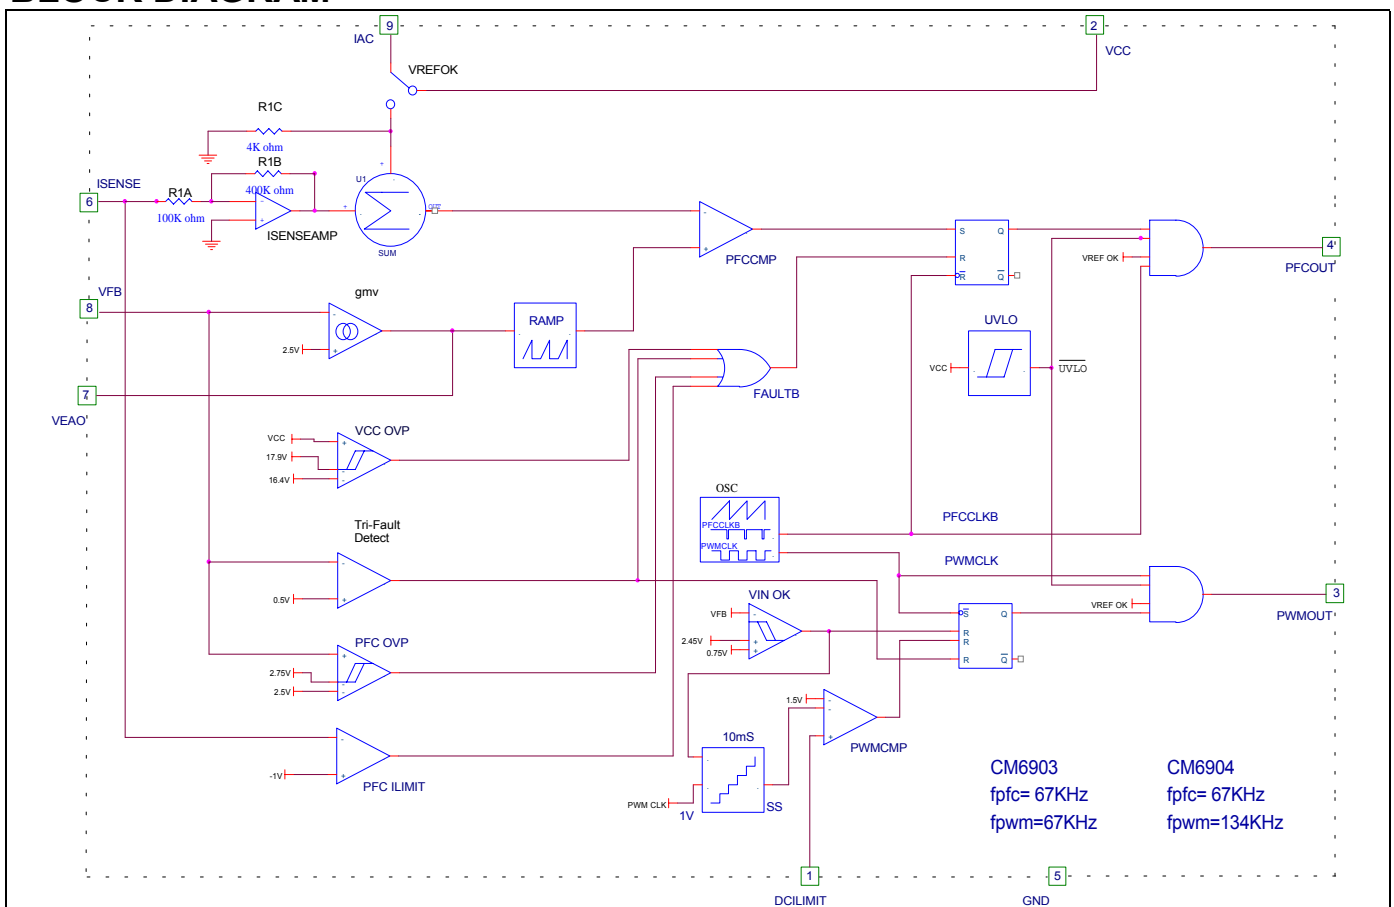 BLOCK DIAGRAM
9
IAC
2
VCC
VREFOK
R1C
4K ohm
R1B
400K ohm
R1A
100K ohm
ISENSE
6
ISENSEAMP
U1
SUM
OUT
PFCCMP
S
Q
R
R
Q
VREF OK
4
PFCOUT
VFB
8
gmv
2.5V
RAMP
UVLO
VCC
UVLO
7
VEAO
FAULTB
VCC OVP
VCC
17.9V
16.4V
OSC
PFCCLKB
PWMCLK
PFCCLKB
PWMCLK
Tri-Fault
Detect
0.5V
VIN OK
VFB
2.45V
0.75V
S
Q
R
R
R
Q
VREF OK
3
PWMOUT
PFC OVP
2.75V
2.5V
1.5V
PWMCMP
PFC ILIMIT
-1V
10mS
PWM CLK
1V
SS
CM6903
fpfc= 67KHz
fpwm=67KHz
CM6904
fpfc= 67KHz
fpwm=134KHz
1
DCILIMIT
5
GND